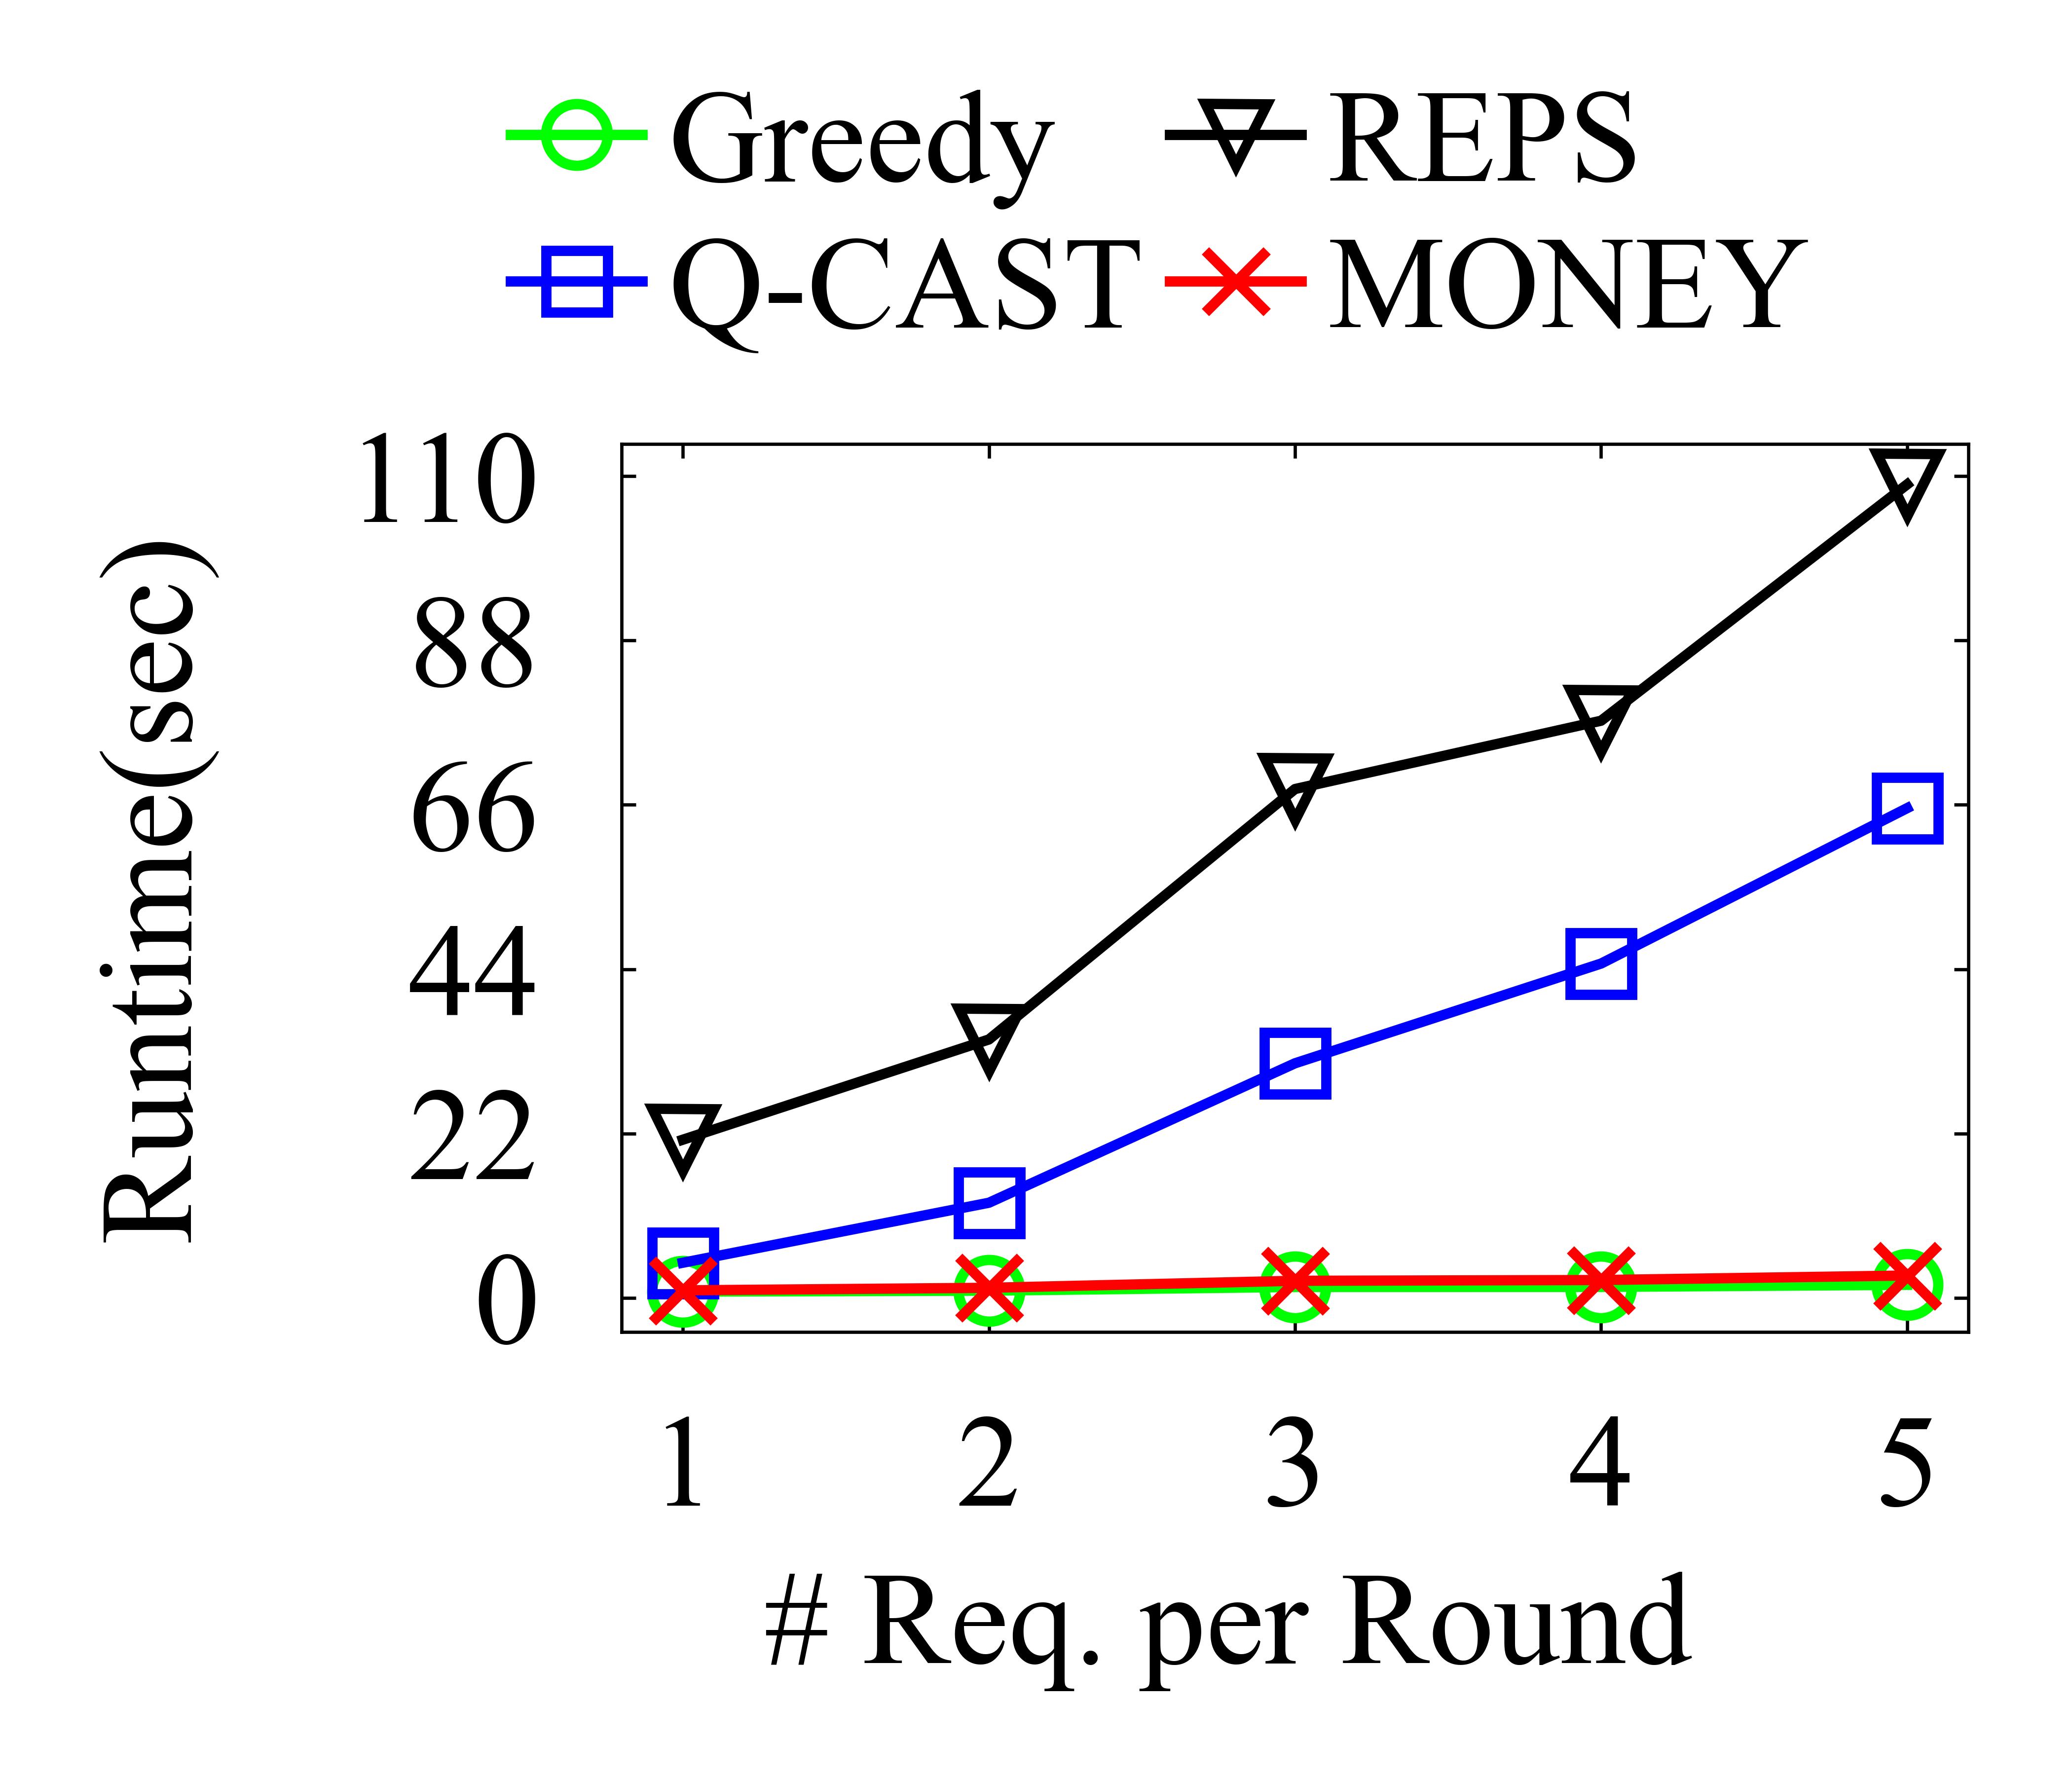 Greedy REPS
Q-CAST MONEY
110
88
66
44
22
0
Runtime(sec)
1 2 3 4 5
# Req. per Round